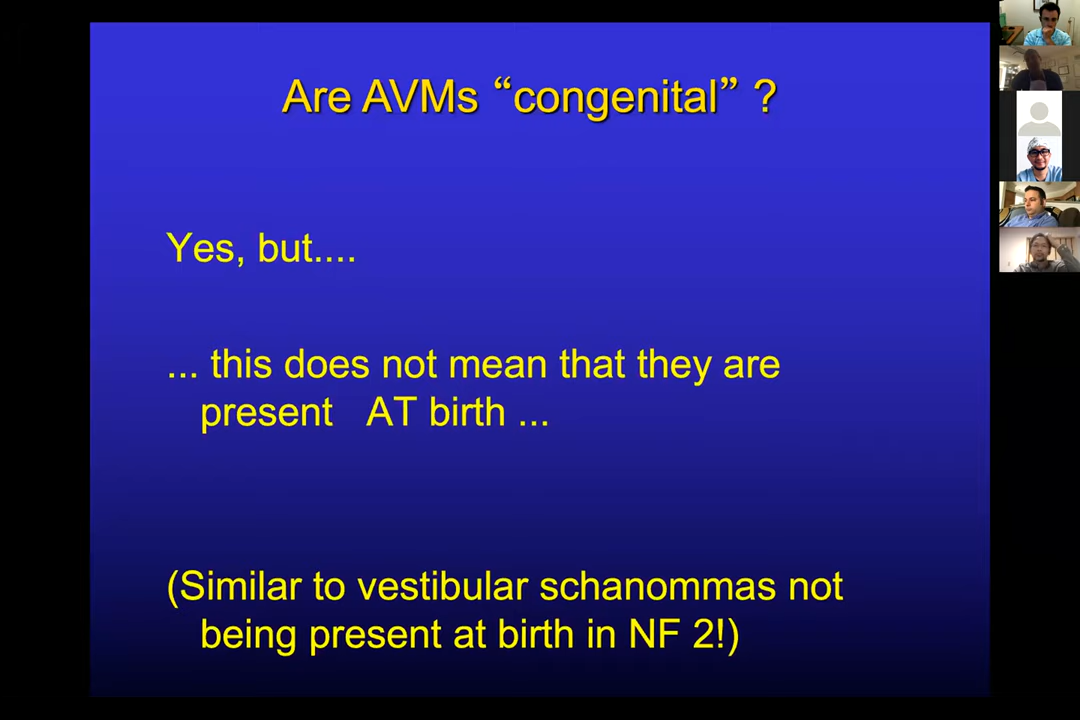 Are AVMs “congenital” ?
Yes, but....
... this does not mean that they are
present AT birth ...
(Similar to vestibular schanommas not
being present at birth in NF 2!)